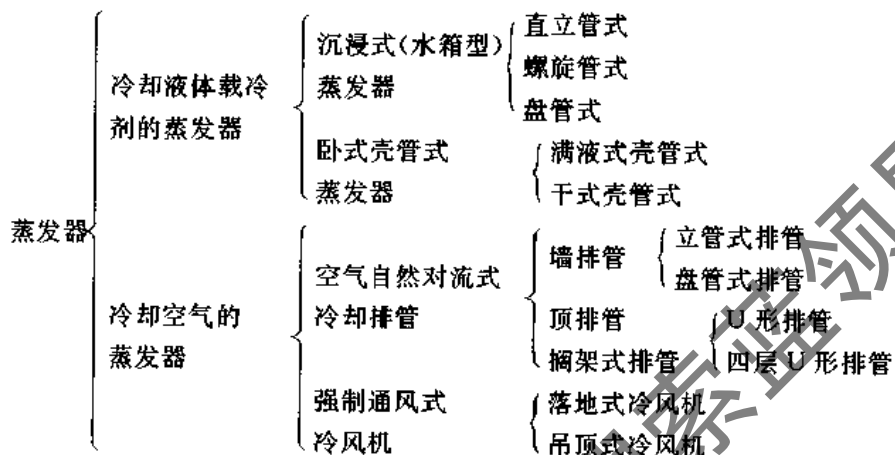 蒸发器
冷却液体载冷
剂的蒸发器
沉浸式(水箱型)
蒸发器
直立管式
螺旋管式
盘管式
卧式壳管式
蒸发器
满液式壳管式
干式壳管式
冷却空气的
蒸发器
空气自然对流式
冷却排管
墙排管
立管式排管
盘管式排管
顶排管
搁架式排管
U形排管
四层U形排管
强制通风式
冷风机
落地式冷风机
吊顶式冷风机
索蓝领